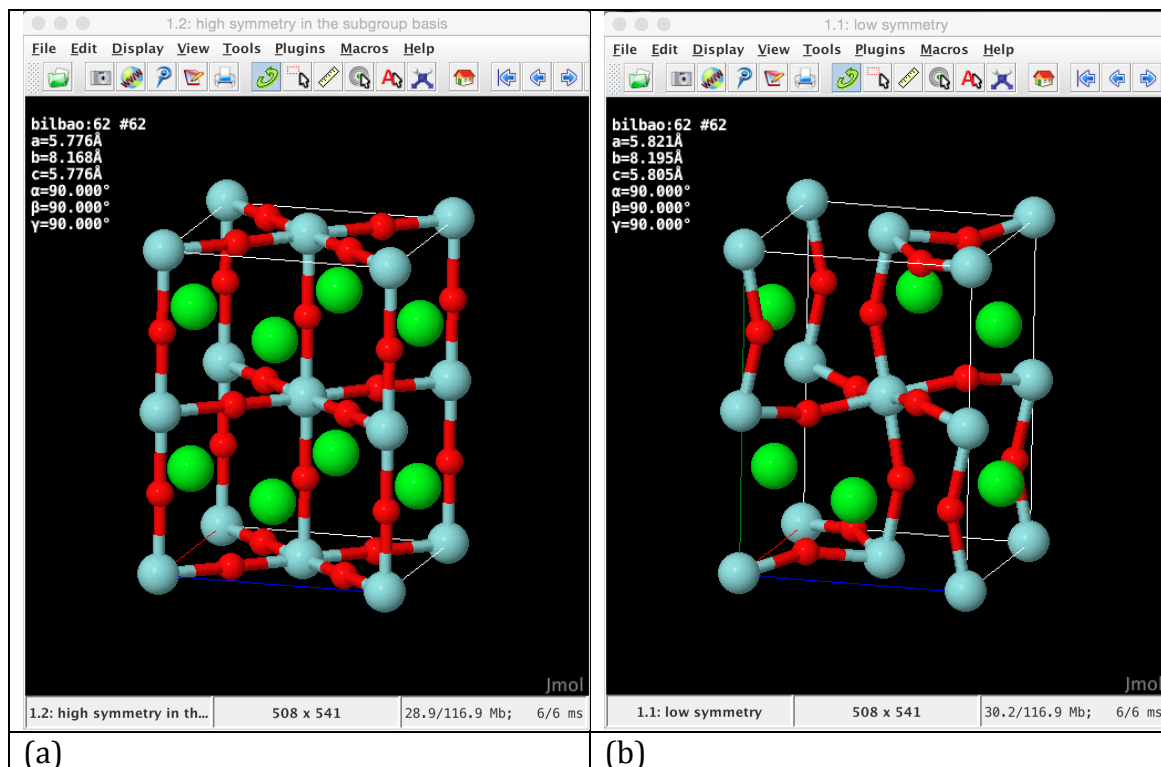 1.2: high symmetry in the subgroup basis
File Edit Display View Tools Plugins Macros Help
bilbao:62 #62
a=5.776Å
b=8.168Å
c=5.776Å
α=90.000°
β=90.000°
γ=90.000°
Jmol
1.2: high symmetry in th...
508 x 541
28.9/116.9 Mb; 6/6 ms
(a)
1.1: low symmetry
File Edit Display View Tools Plugins Macros Help
bilbao:62 #62
a=5.821Å
b=8.195Å
c=5.805Å
α=90.000°
β=90.000°
γ=90.000°
Jmol
1.1: low symmetry
508 x 541
30.2/116.9 Mb; 6/6 ms
(b)